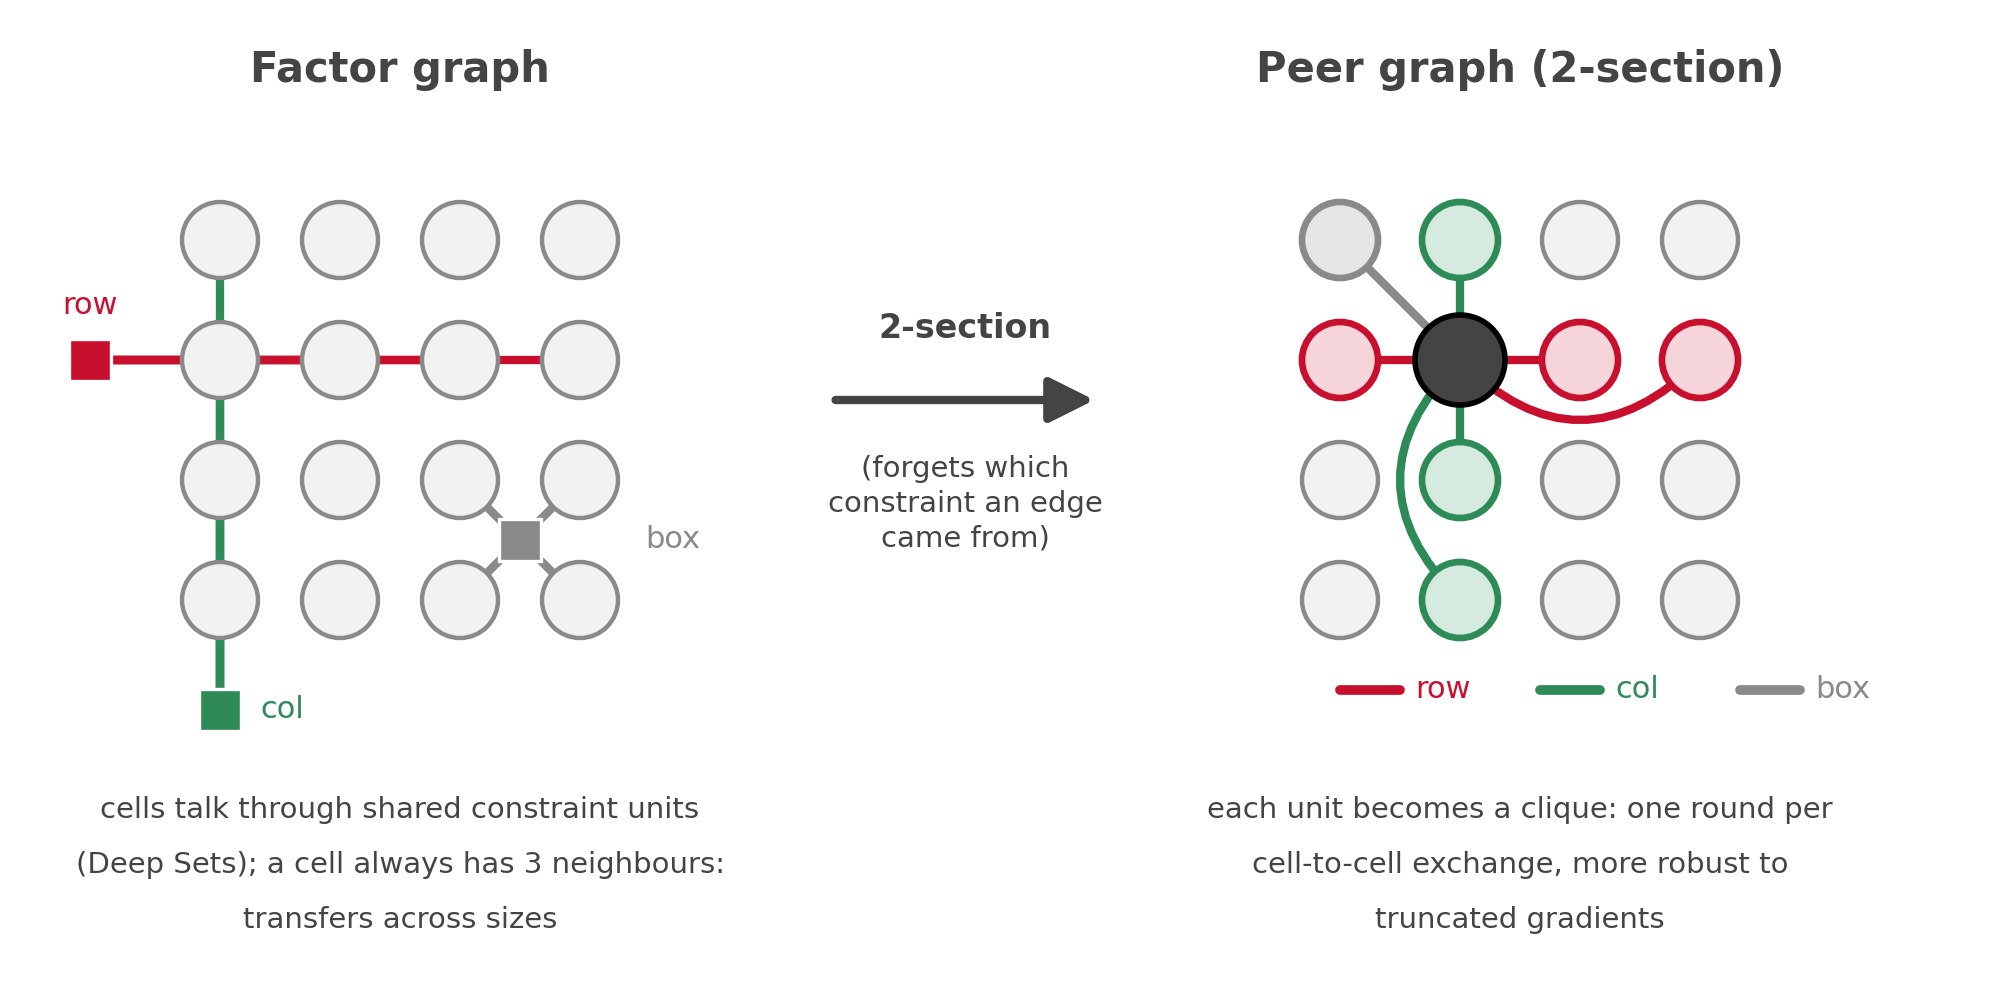 Factor graph
Peer graph (2-section)
row
box
col
2-section
(forgets which
constraint an edge
came from)
row
col
box
cells talk through shared constraint units
(Deep Sets); a cell always has 3 neighbours:
transfers across sizes
each unit becomes a clique: one round per
cell-to-cell exchange, more robust to
truncated gradients